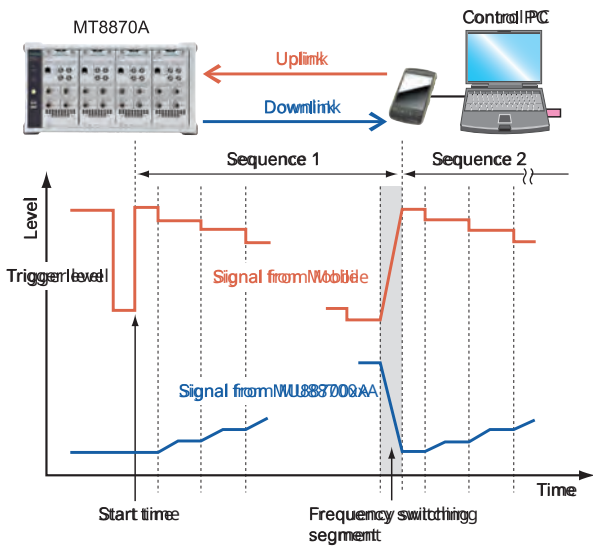 MT8870A
Control PC
Uplink
Downlink
Sequence 1
Sequence 2
Level
Trigger level
Signal from Mobile
Signal from MU88700xA
Time
Start time
Frequency switching
segment